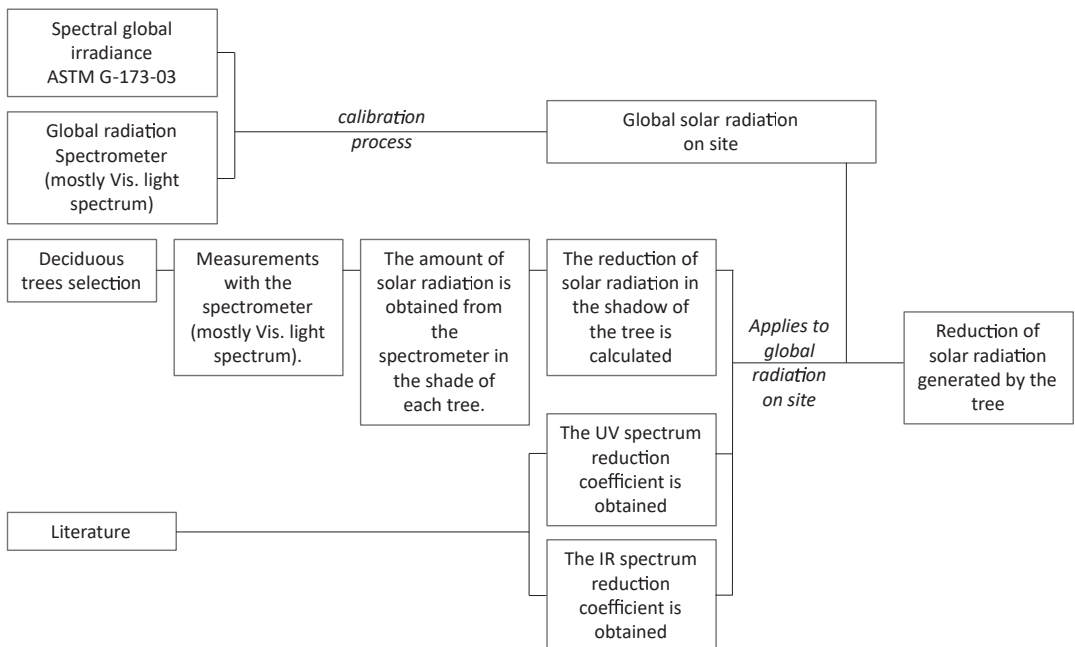 Spectral global
irradiance
ASTM G-173-03
Global radiation
Spectrometer
(mostly Vis. light
spectrum)
calibration
process
Global solar radiation
on site
Deciduous
trees selection
Measurements
with the
spectrometer
(mostly Vis. light
spectrum).
The amount of
solar radiation is
obtained from
the
spectrometer in
the shade of
each tree.
The reduction of
solar radiation in
the shadow of
the tree is
calculated
Applies to
global
radiation
on site
Reduction of
solar radiation
generated by the
tree
The UV spectrum
reduction
coefficient is
obtained
Literature
The IR spectrum
reduction
coefficient is
obtained